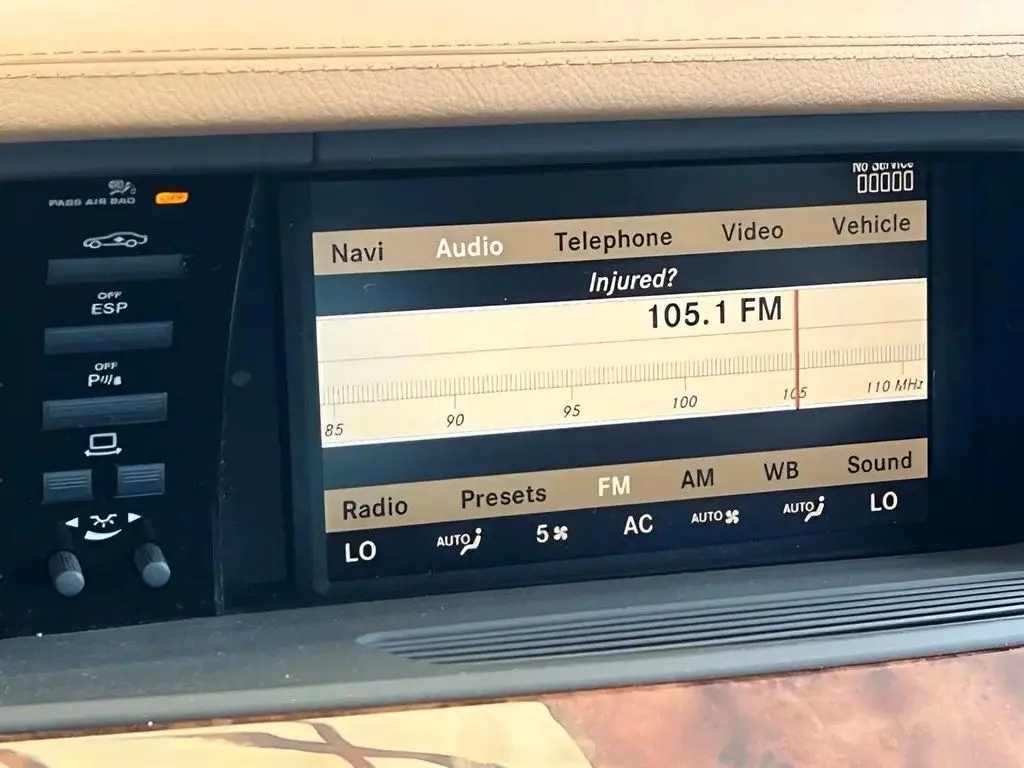 PASS AIR BAG OFF
OFF
ESP
OFF
P
No Service
Navi Audio Telephone Video Vehicle
Injured?
105.1 FM
85 90 95 100 105 110 MHz
Radio Presets FM AM WB Sound
LO AUTO 5 AC AUTO AUTO LO